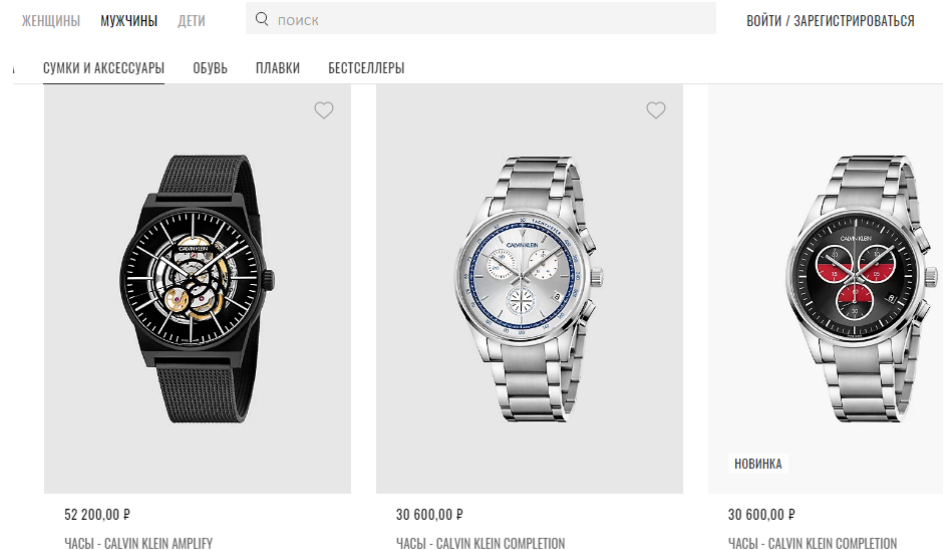 ЖЕНЩИНЫ МУЖЧИНЫ ДЕТИ ПОИСК ВОЙТИ / ЗАРЕГИСТРИРОВАТЬСЯ
СУМКИ И АКСЕССУАРЫ ОБУВЬ ПЛАВКИ БЕСТСЕЛЛЕРЫ
CALVIN KLEIN
TACHYMETER
CALVIN KLEIN
CALVIN KLEIN
НОВИНКА
52 200,00 ₽ 30 600,00 ₽ 30 600,00 ₽
ЧАСЫ - CALVIN KLEIN AMPLIFY ЧАСЫ - CALVIN KLEIN COMPLETION ЧАСЫ - CALVIN KLEIN COMPLETION